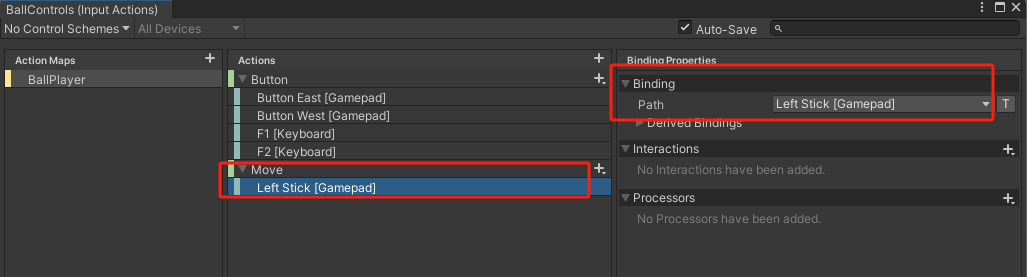 BallControls (Input Actions)
No Control Schemes
All Devices
Auto-Save
Action Maps
BallPlayer
Actions
Button
Button East [Gamepad]
Button West [Gamepad]
F1 [Keyboard]
F2 [Keyboard]
Move
Left Stick [Gamepad]
Binding Properties
Binding
Path
Left Stick [Gamepad]
T
Derived Bindings
Interactions
No Interactions have been added.
Processors
No Processors have been added.